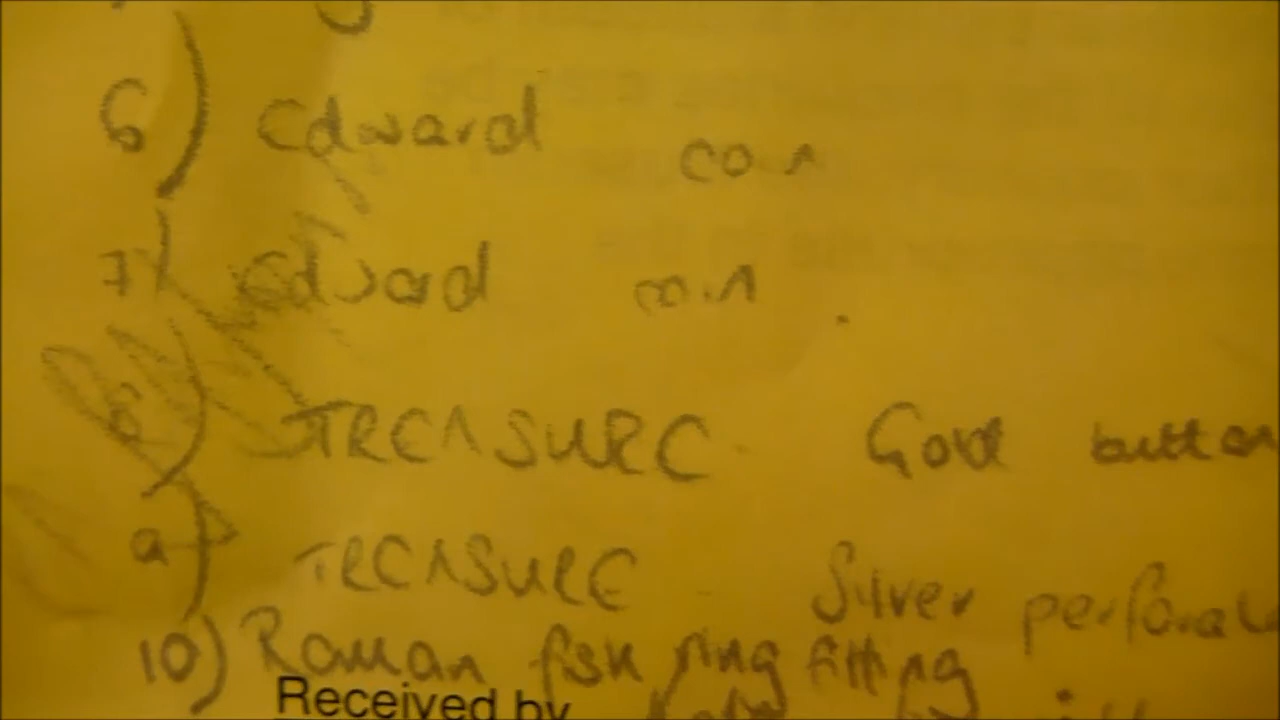 6) Edward coin
7) Edward coin
8) TREASURE - Gold button
9) TREASURE - Silver
10) Roman fish ring fitting
Received by